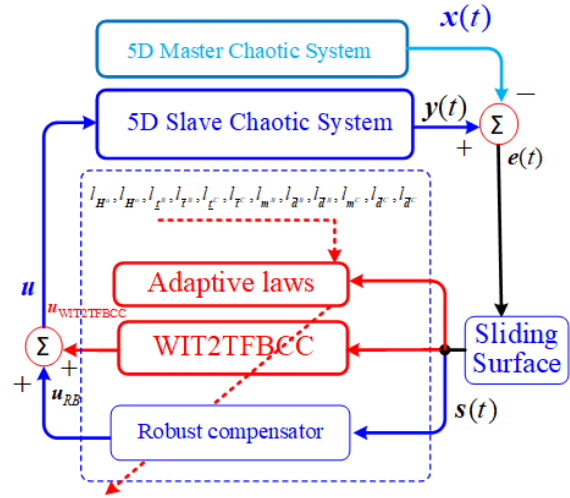 x(t)
5D Master Chaotic System
−
5D Slave Chaotic System
y(t)
Σ
+
e(t)
u
Adaptive laws
u_WIT2TFBCC
WIT2TFBCC
Sliding
Surface
Σ
+
+
u_RB
Robust compensator
s(t)